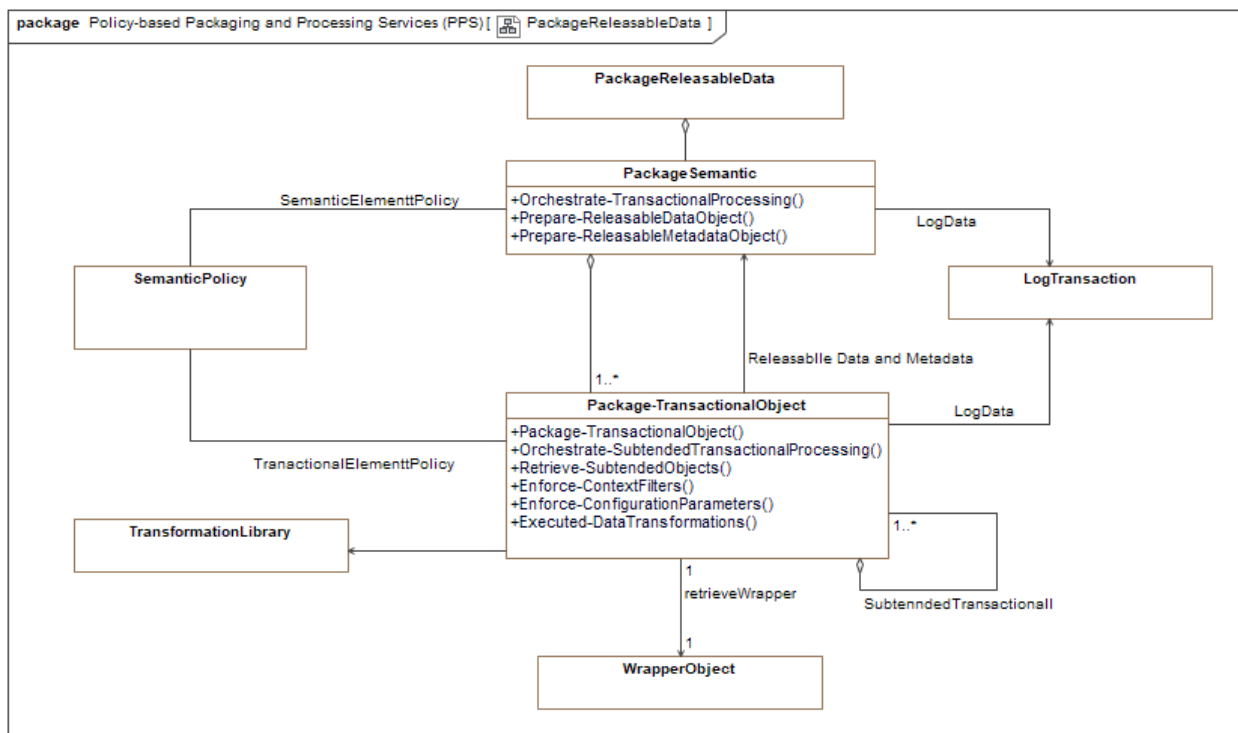 package Policy-based Packaging and Processing Services (PPS) [ PackageReleasableData ]
PackageReleasableData
PackageSemantic
+Orchestrate-TransactionalProcessing()
+Prepare-ReleasableDataObject()
+Prepare-ReleasableMetadataObject()
SemanticElementtPolicy
LogData
SemanticPolicy
LogTransaction
Releasablle Data and Metadata
1..*
Package-TransactionalObject
+Package-TransactionalObject()
+Orchestrate-SubtendedTransactionalProcessing()
+Retrieve-SubtendedObjects()
+Enforce-ContextFilters()
+Enforce-ConfigurationParameters()
+Executed-DataTransformations()
LogData
TranactionalElementtPolicy
TransformationLibrary
1..*
1
retrieveWrapper
SubtenndedTransactionall
1
WrapperObject